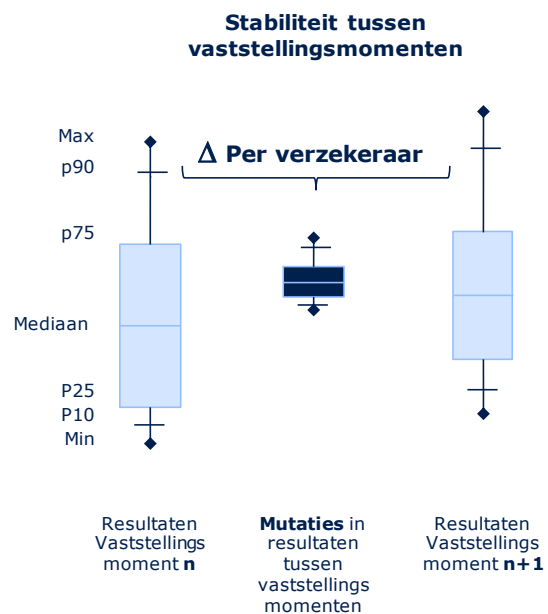 Stabiliteit tussen
vaststellingsmomenten
Max
p90
Δ Per verzekeraar
p75
Mediaan
P25
P10
Min
Resultaten
Vaststellings
moment n
Mutaties in
resultaten
tussen
vaststellings
momenten
Resultaten
Vaststellings
moment n+1